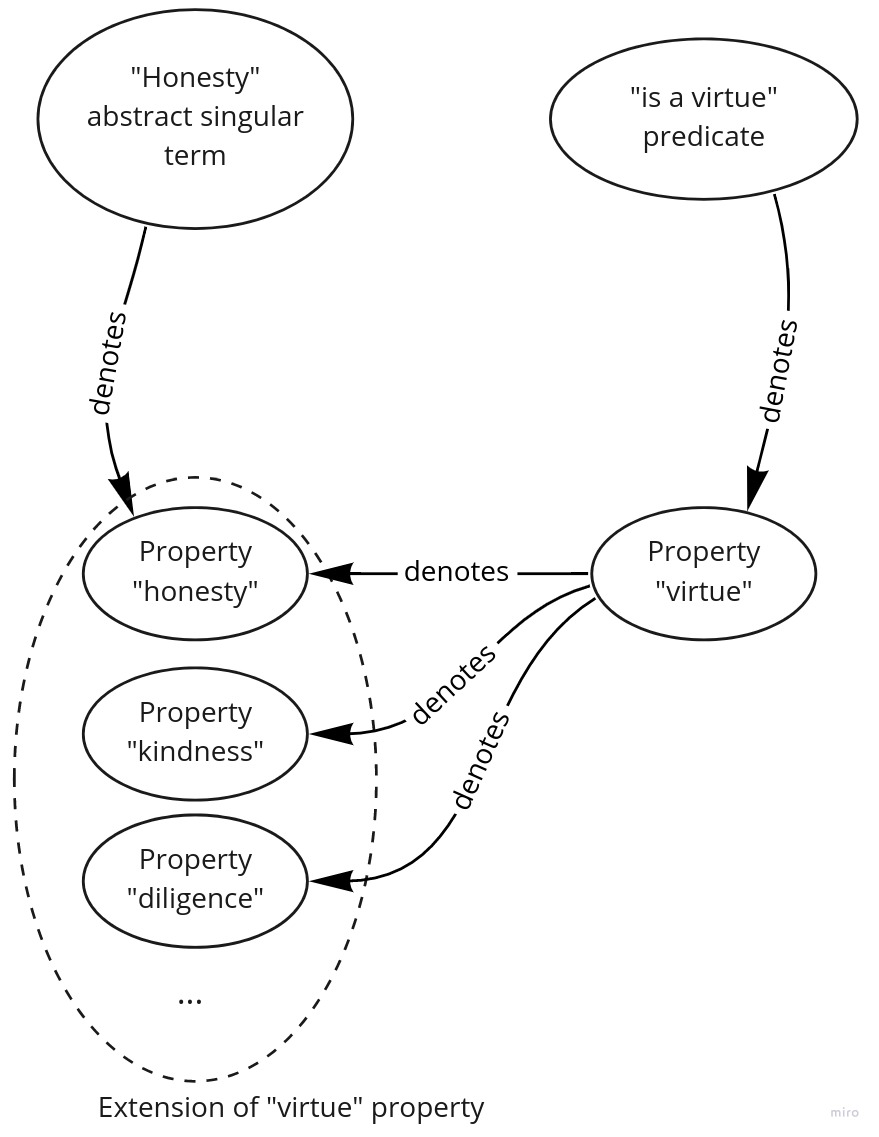 "Honesty"
abstract singular
term
"is a virtue"
predicate
denotes
denotes
Property
"honesty"
denotes
Property
"virtue"
denotes
Property
"kindness"
denotes
Property
"diligence"
...
Extension of "virtue" property
miro